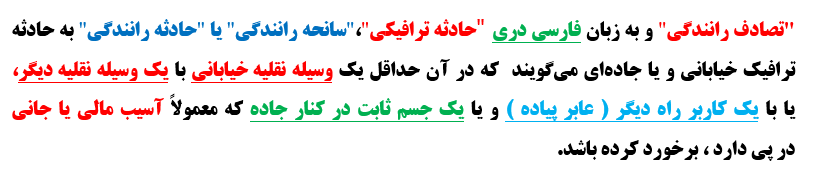 "تصادف رانندگی" و به زبان فارسی دری "حادثه ترافیکی"،"سانحه رانندگی" یا "حادثه رانندگی" به حادثه
ترافیک خیابانی و یا جاده‌ای می‌گویند که در آن حداقل یک وسیله نقلیه خیابانی با یک وسیله نقلیه دیگر،
یا با یک کاربر راه دیگر ( عابر پیاده ) و یا یک جسم ثابت در کنار جاده که معمولاً آسیب مالی یا جانی
در پی دارد ، برخورد کرده باشد.